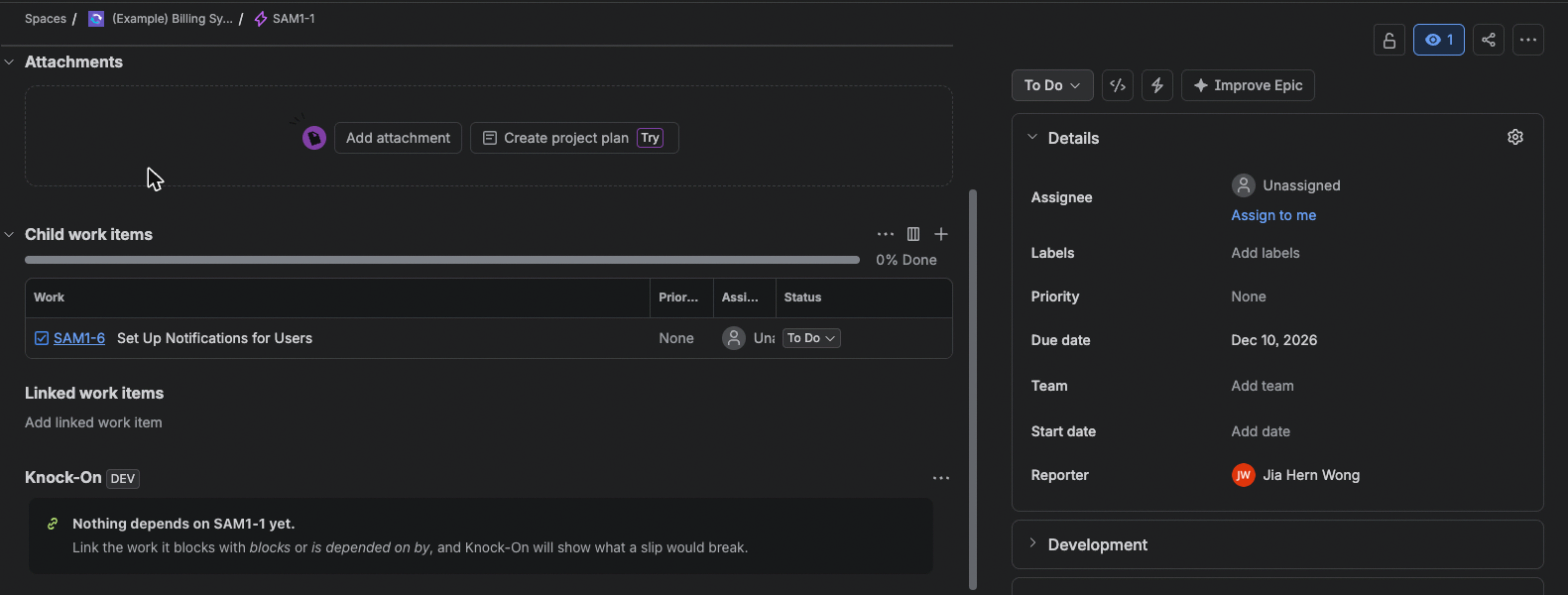 Spaces / (Example) Billing Sy... / SAM1-1
1
Attachments
To Do
Improve Epic
Add attachment
Create project plan Try
Details
Assignee
Unassigned
Assign to me
Labels
Add labels
Priority
None
Due date
Dec 10, 2026
Team
Add team
Start date
Add date
Reporter
JW Jia Hern Wong
Development
Child work items
0% Done
Work Prior... Assi... Status
SAM1-6 Set Up Notifications for Users None Una To Do
Linked work items
Add linked work item
Knock-On DEV
Nothing depends on SAM1-1 yet.
Link the work it blocks with blocks or is depended on by, and Knock-On will show what a slip would break.